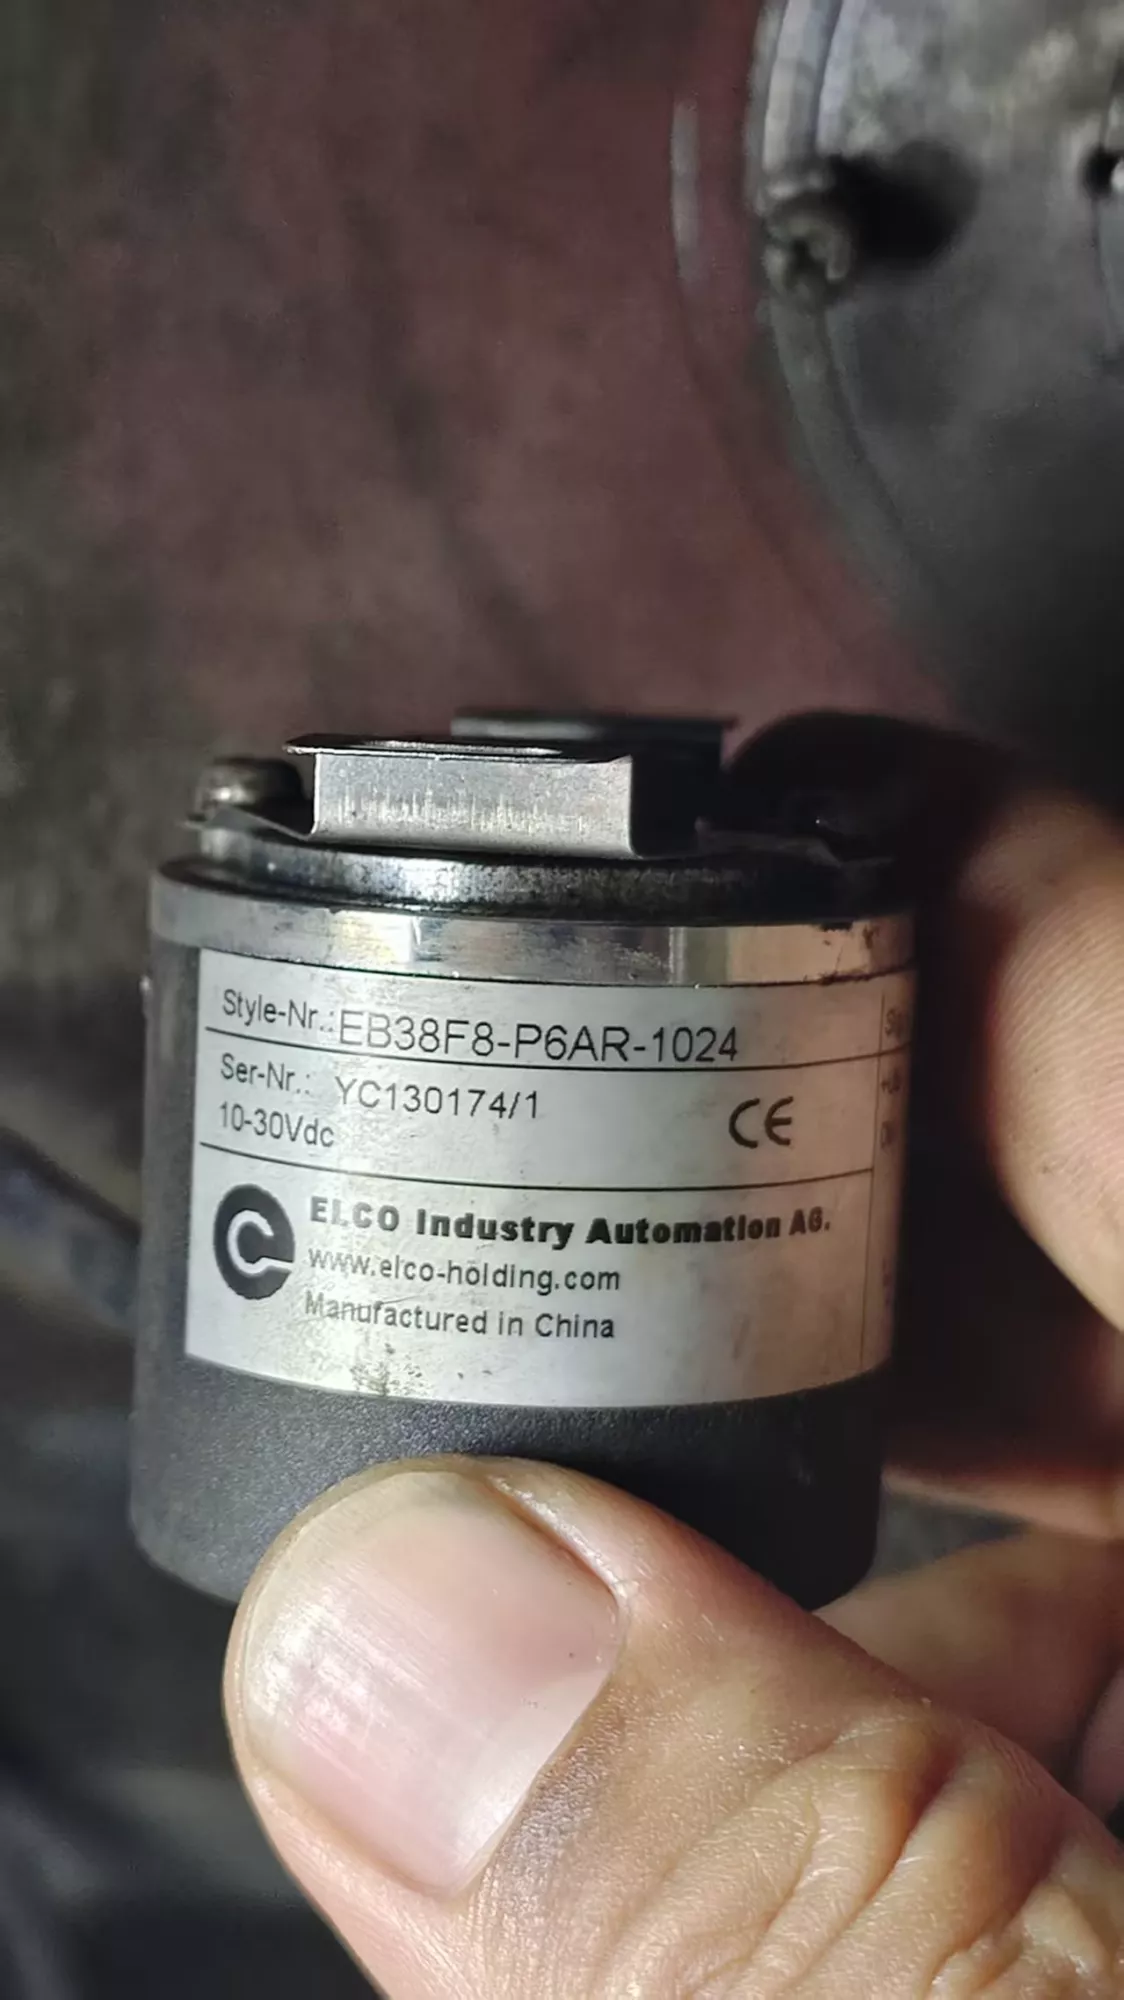 Style-Nr.: EB38F8-P6AR-1024
Ser-Nr.: YC130174/1
10-30Vdc
CE
ELCO Industry Automation AG.
www.elco-holding.com
Manufactured in China